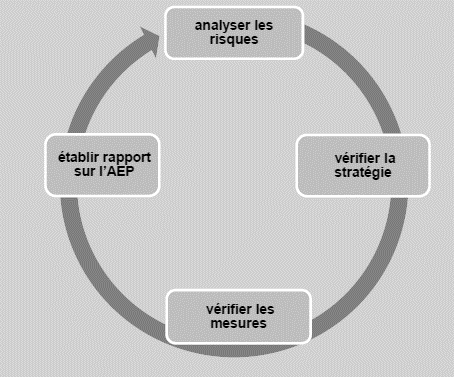 analyser les
risques
vérifier la
stratégie
vérifier les
mesures
établir rapport
sur l'AEP